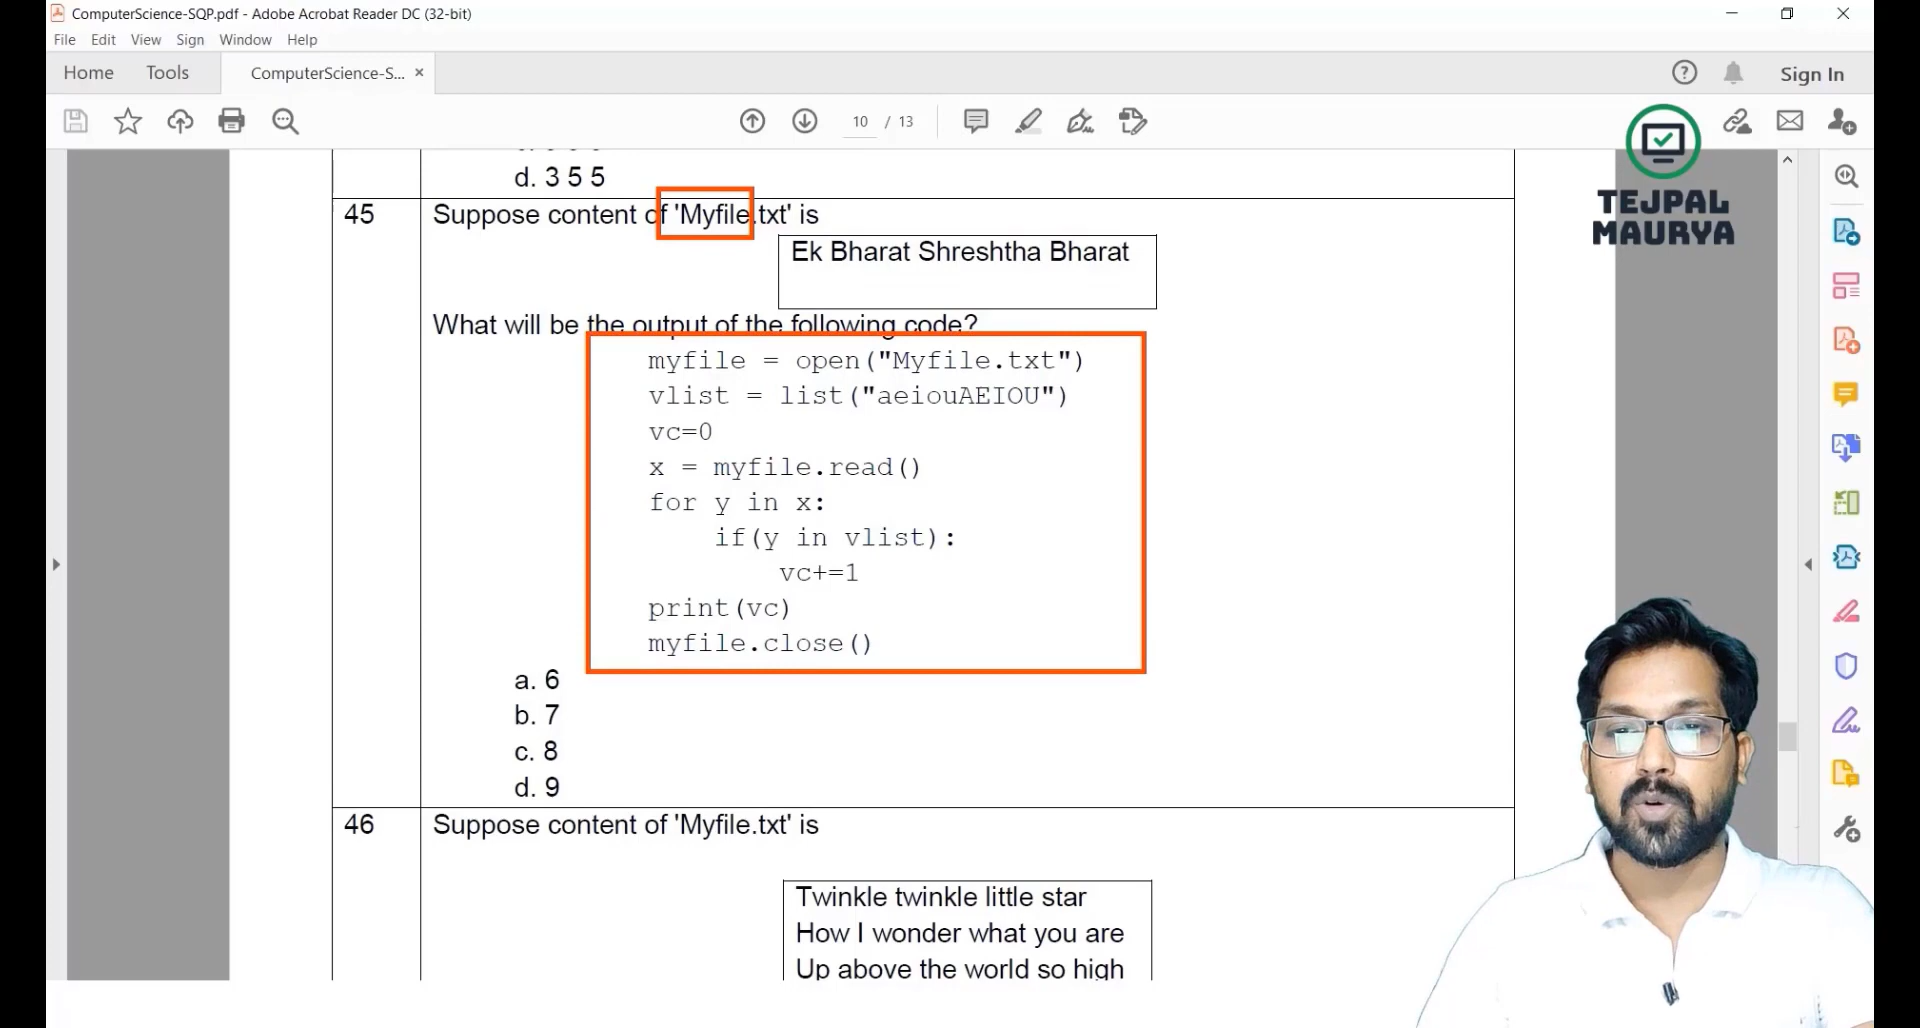 ComputerScience-SQP.pdf - Adobe Acrobat Reader DC (32-bit)
File Edit View Sign Window Help
Home Tools ComputerScience-S... × Sign In
10 / 13
TEJPAL
MAURYA
d. 3 5 5
45 Suppose content of 'Myfile.txt' is
Ek Bharat Shreshtha Bharat
What will be the output of the following code?
myfile = open("Myfile.txt")
vlist = list("aeiouAEIOU")
vc=0
x = myfile.read()
for y in x:
    if(y in vlist):
        vc+=1
print(vc)
myfile.close()
a. 6
b. 7
c. 8
d. 9
46 Suppose content of 'Myfile.txt' is
Twinkle twinkle little star
How I wonder what you are
Up above the world so high